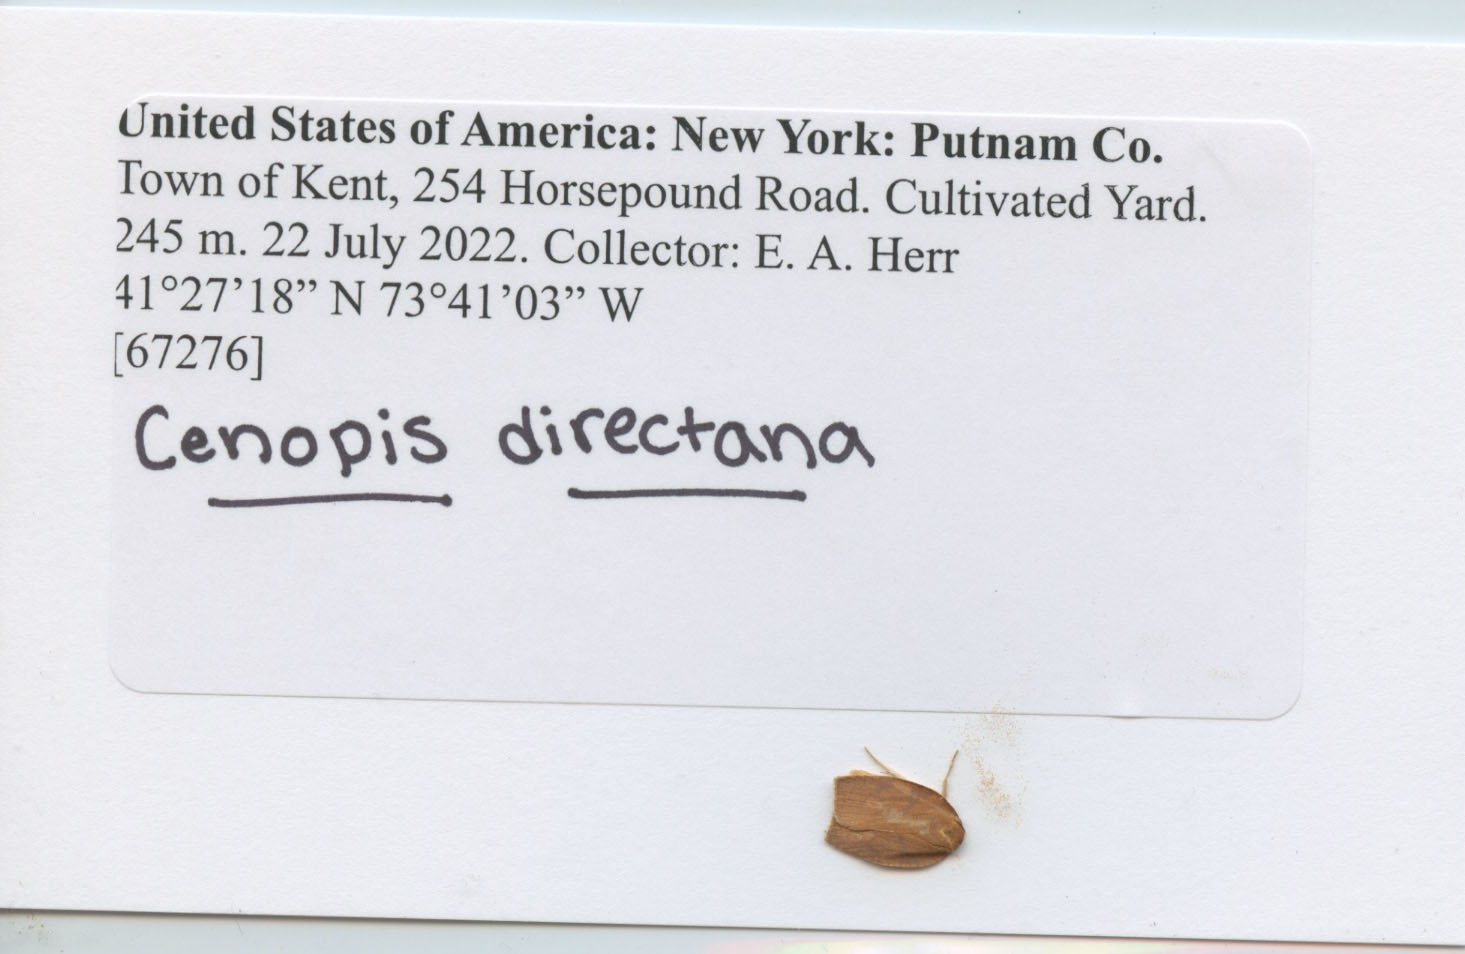 United States of America: New York: Putnam Co.
Town of Kent, 254 Horsepound Road. Cultivated Yard.
245 m. 22 July 2022. Collector: E. A. Herr
41°27’18” N 73°41’03” W
[67276]
Cenopis directana